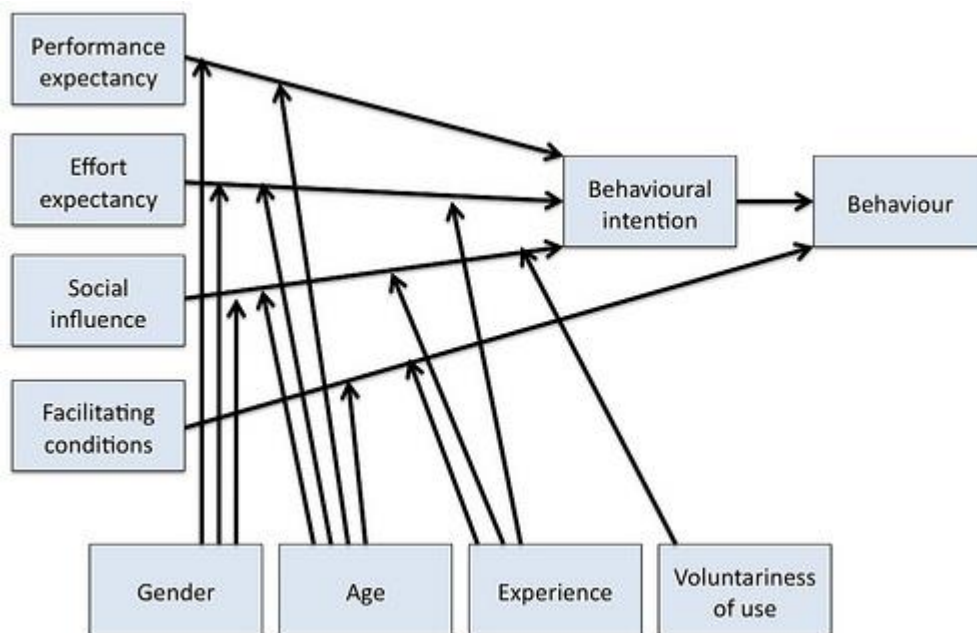 Performance
expectancy
Effort
expectancy
Social
influence
Facilitating
conditions
Behavioural
intention
Behaviour
Gender
Age
Experience
Voluntariness
of use